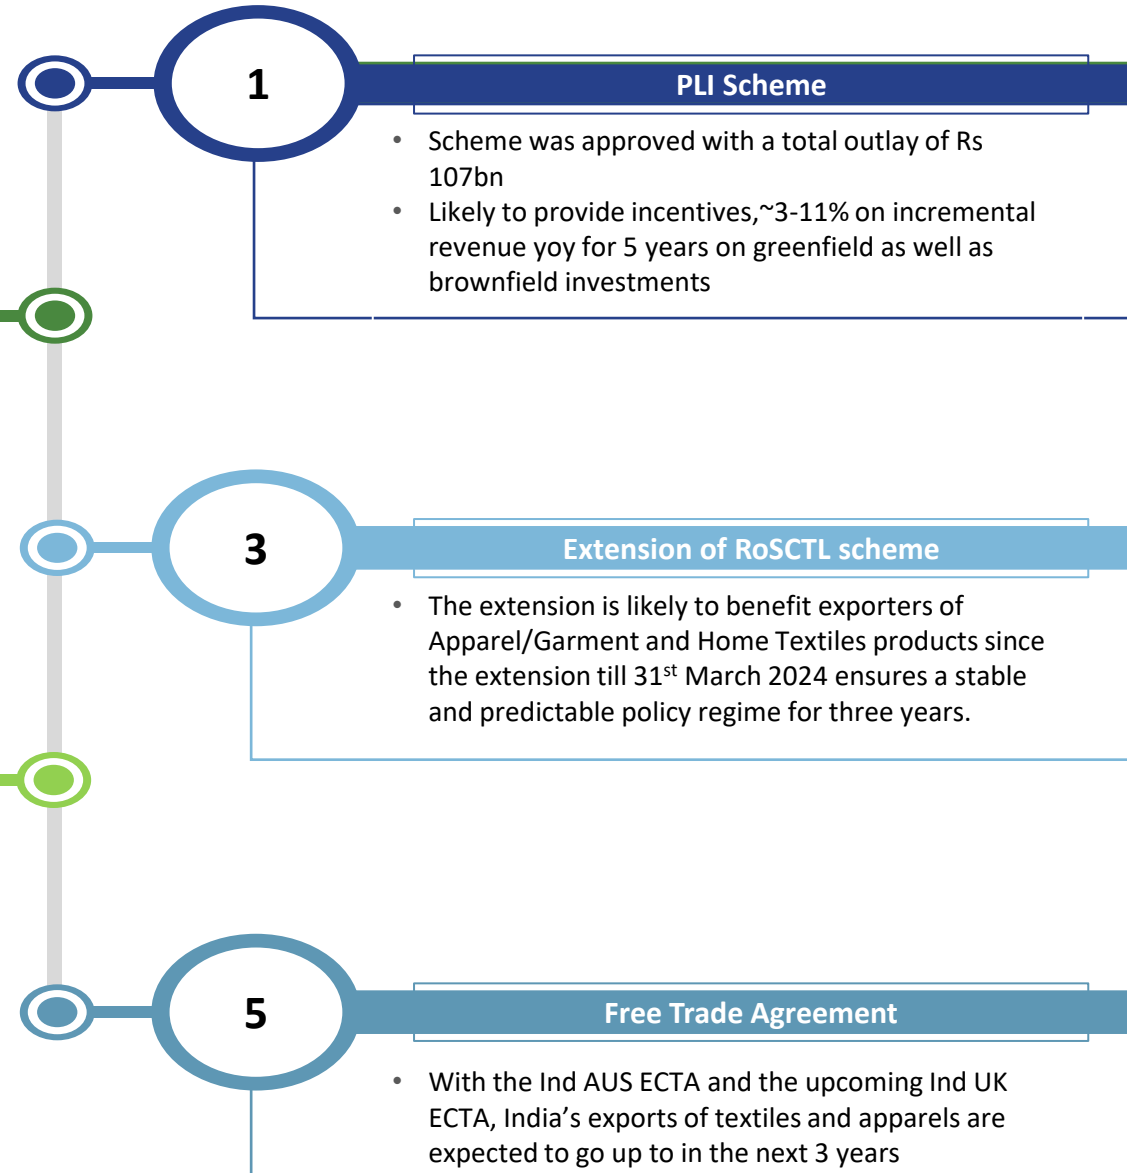 1
PLI Scheme
• Scheme was approved with a total outlay of Rs
107bn
• Likely to provide incentives,~3-11% on incremental
revenue yoy for 5 years on greenfield as well as
brownfield investments
3
Extension of RoSCTL scheme
• The extension is likely to benefit exporters of
Apparel/Garment and Home Textiles products since
the extension till 31st March 2024 ensures a stable
and predictable policy regime for three years.
5
Free Trade Agreement
• With the Ind AUS ECTA and the upcoming Ind UK
ECTA, India’s exports of textiles and apparels are
expected to go up to in the next 3 years